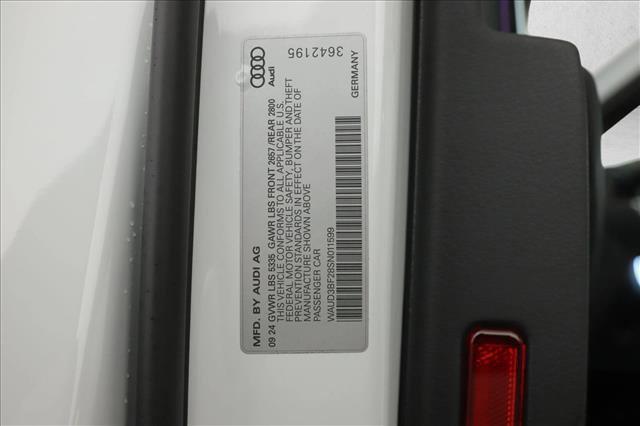 MFD. BY AUDI AG
09 24 GVWR LBS 5335 GAWR LBS FRONT 2657 /REAR 2800
THIS VEHICLE CONFORMS TO ALL APPLICABLE U.S.
FEDERAL MOTOR VEHICLE SAFETY, BUMPER AND THEFT
PREVENTION STANDARDS IN EFFECT ON THE DATE OF
MANUFACTURE SHOWN ABOVE
PASSENGER CAR
WAUD3BF28SN011599
Audi
3642195
GERMANY